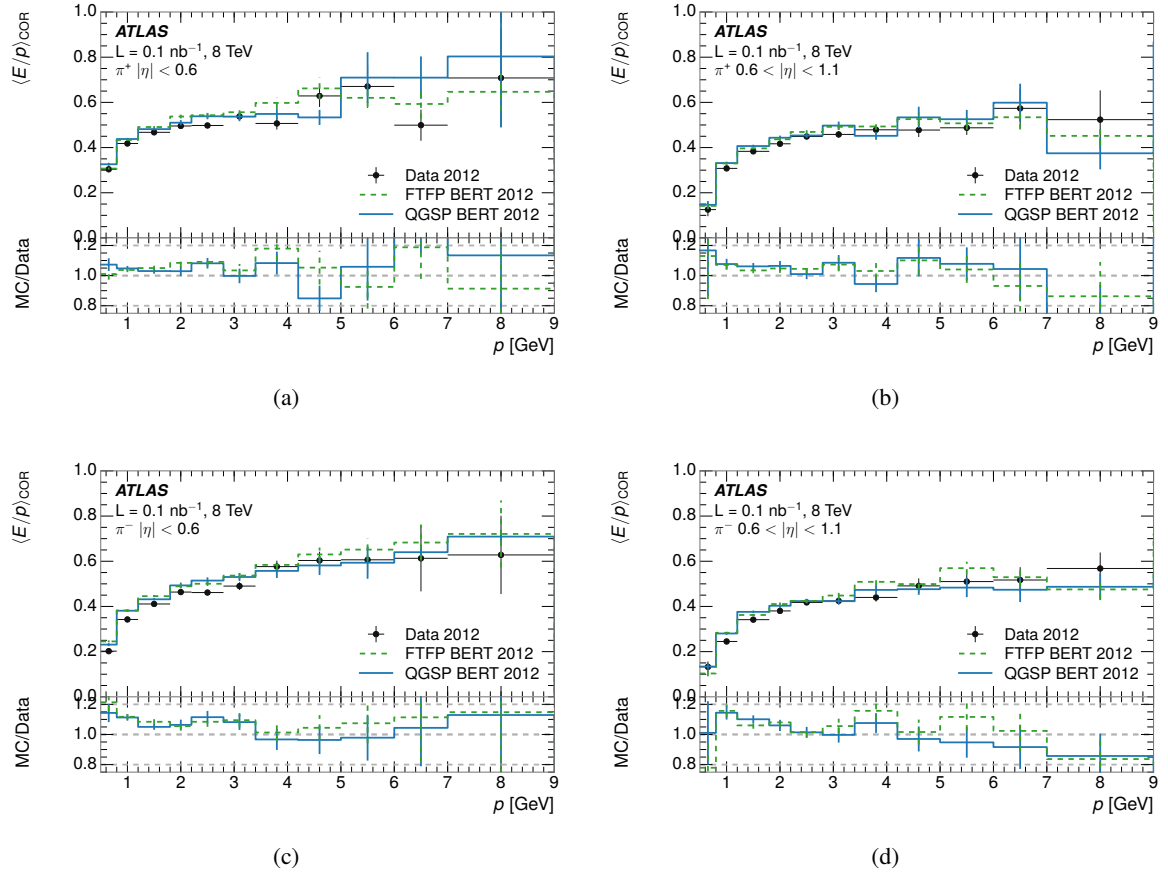 ⟨E/p⟩COR
1.0
0.8
0.6
0.4
0.2
0.0
ATLAS
L = 0.1 nb⁻¹, 8 TeV
π⁺ |η| < 0.6
Data 2012
FTFP BERT 2012
QGSP BERT 2012
MC/Data
1.2
1.0
0.8
1 2 3 4 5 6 7 8 9
p [GeV]
(a)
⟨E/p⟩COR
1.0
0.8
0.6
0.4
0.2
0.0
ATLAS
L = 0.1 nb⁻¹, 8 TeV
π⁺ 0.6 < |η| < 1.1
Data 2012
FTFP BERT 2012
QGSP BERT 2012
MC/Data
1.2
1.0
0.8
1 2 3 4 5 6 7 8 9
p [GeV]
(b)
⟨E/p⟩COR
1.0
0.8
0.6
0.4
0.2
0.0
ATLAS
L = 0.1 nb⁻¹, 8 TeV
π⁻ |η| < 0.6
Data 2012
FTFP BERT 2012
QGSP BERT 2012
MC/Data
1.2
1.0
0.8
1 2 3 4 5 6 7 8 9
p [GeV]
(c)
⟨E/p⟩COR
1.0
0.8
0.6
0.4
0.2
0.0
ATLAS
L = 0.1 nb⁻¹, 8 TeV
π⁻ 0.6 < |η| < 1.1
Data 2012
FTFP BERT 2012
QGSP BERT 2012
MC/Data
1.2
1.0
0.8
1 2 3 4 5 6 7 8 9
p [GeV]
(d)